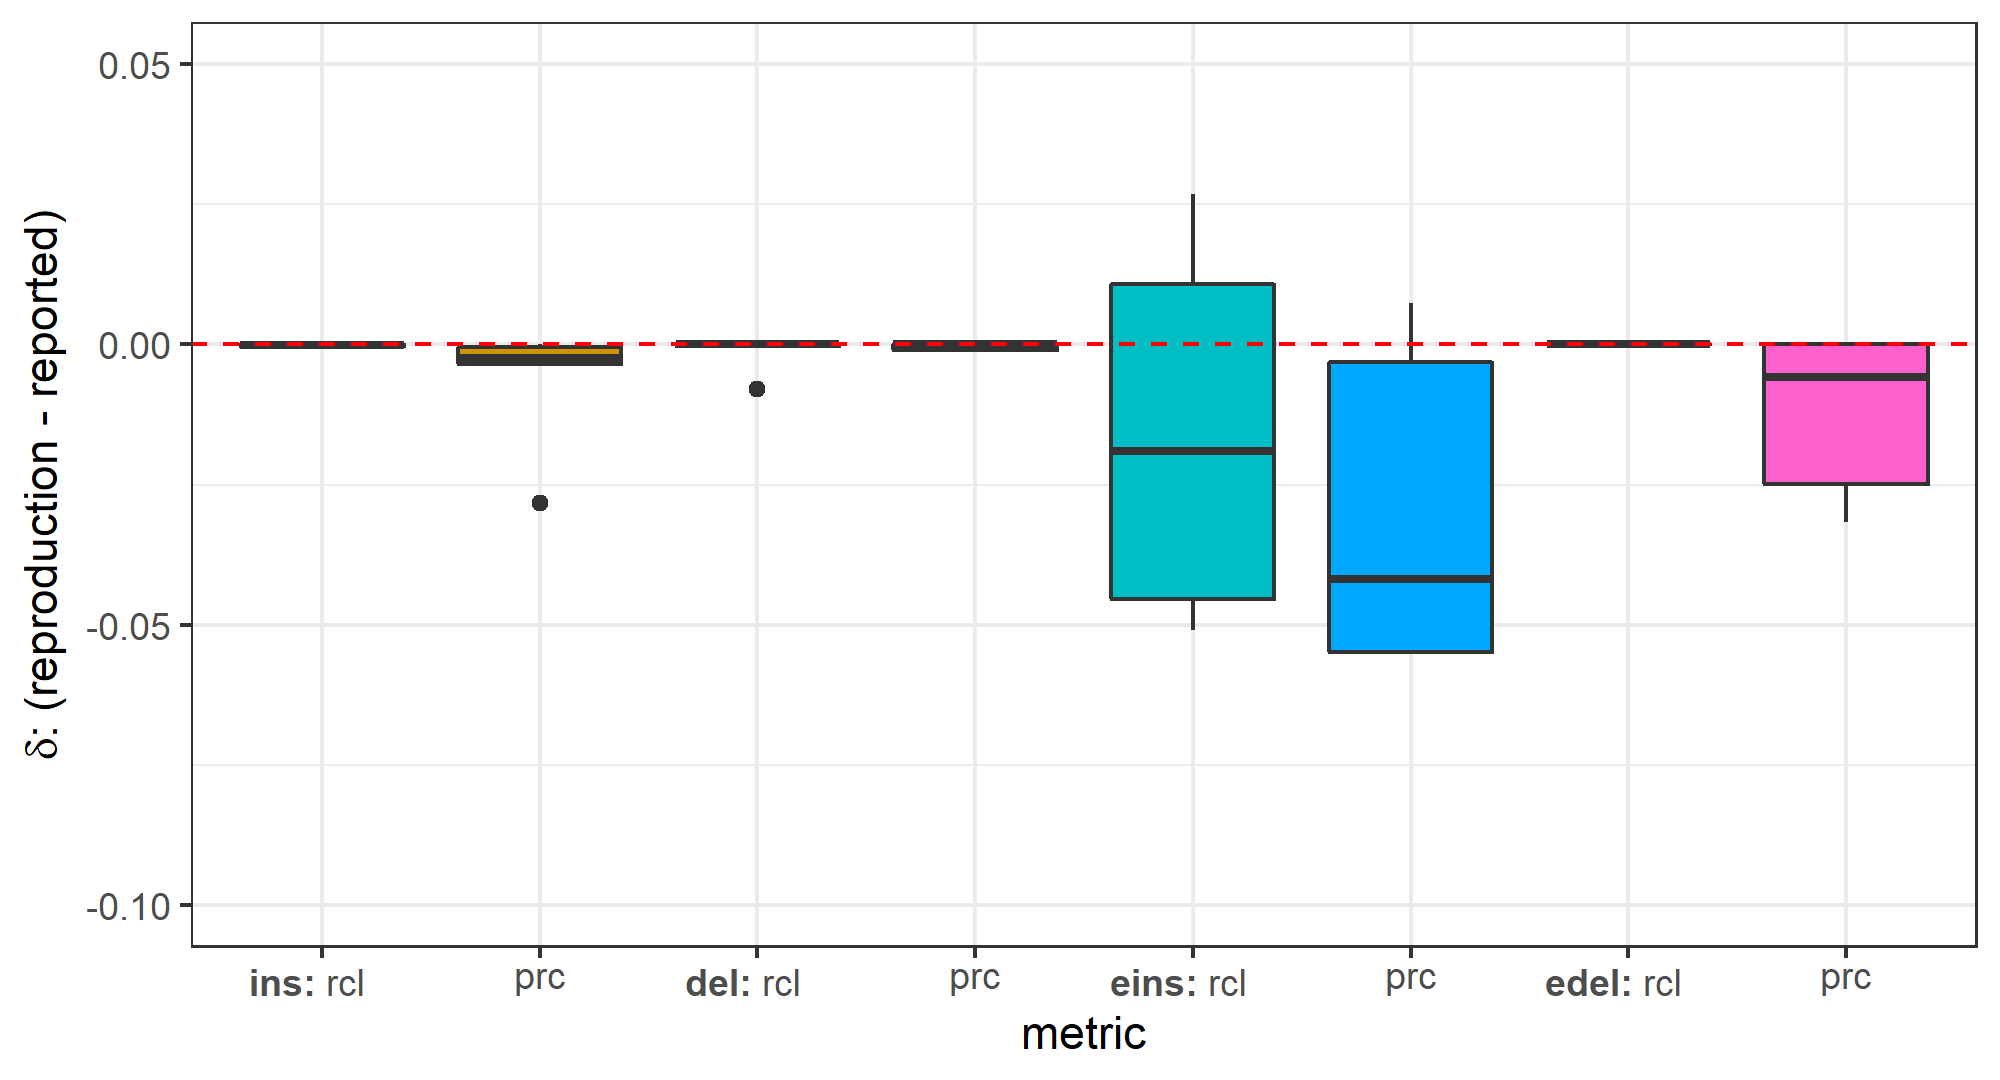 δ: (reproduction - reported)
0.05
0.00
-0.05
-0.10
ins: rcl
prc
del: rcl
prc
eins: rcl
prc
edel: rcl
prc
metric